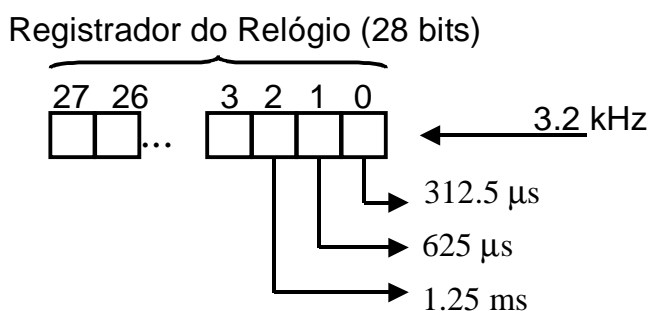 Registrador do Relógio (28 bits)
27 26 3 2 1 0
... 3.2 kHz
312.5 µs
625 µs
1.25 ms